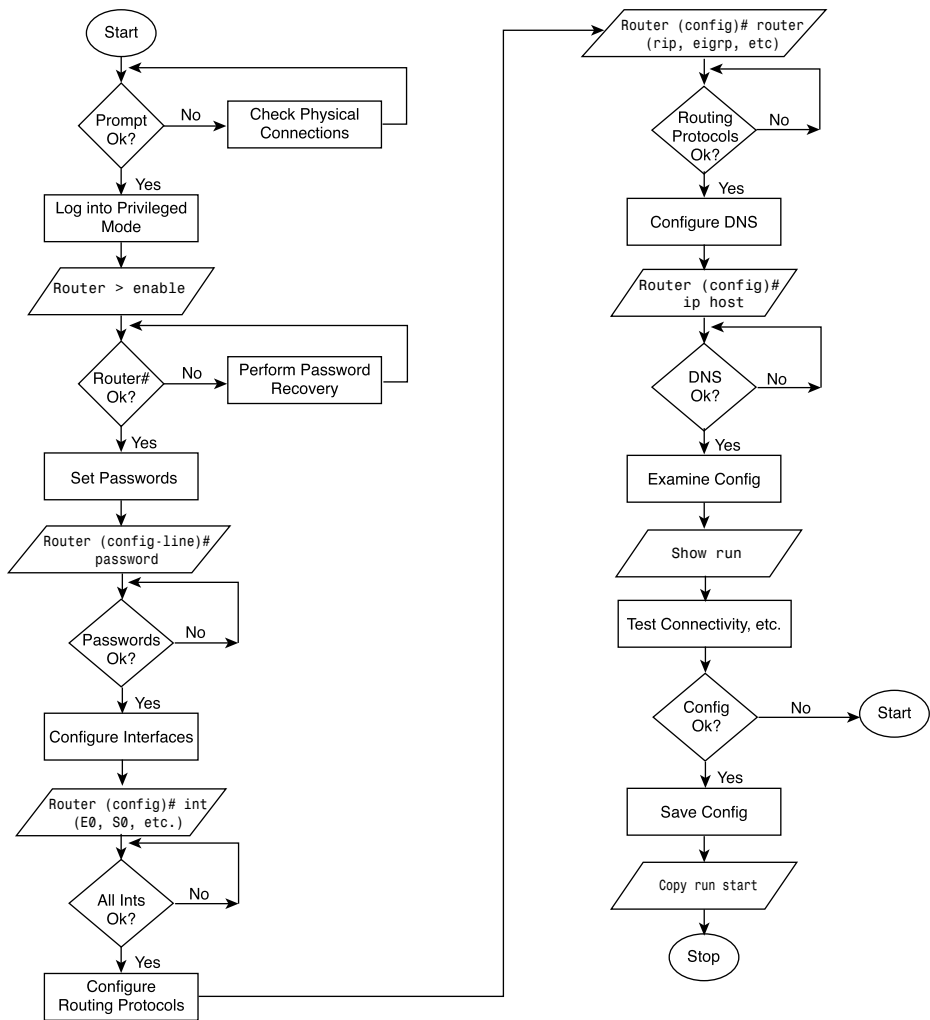 Start
Prompt
Ok?
No
Check Physical
Connections
Yes
Log into Privileged
Mode
Router > enable
Router#
Ok?
No
Perform Password
Recovery
Yes
Set Passwords
Router (config-line)#
password
Passwords
Ok?
No
Yes
Configure Interfaces
Router (config)# int
(E0, S0, etc.)
All Ints
Ok?
No
Yes
Configure
Routing Protocols
Router (config)# router
(rip, eigrp, etc)
Routing
Protocols
Ok?
No
Yes
Configure DNS
Router (config)#
ip host
DNS
Ok?
No
Yes
Examine Config
Show run
Test Connectivity, etc.
Config
Ok?
No
Start
Yes
Save Config
Copy run start
Stop